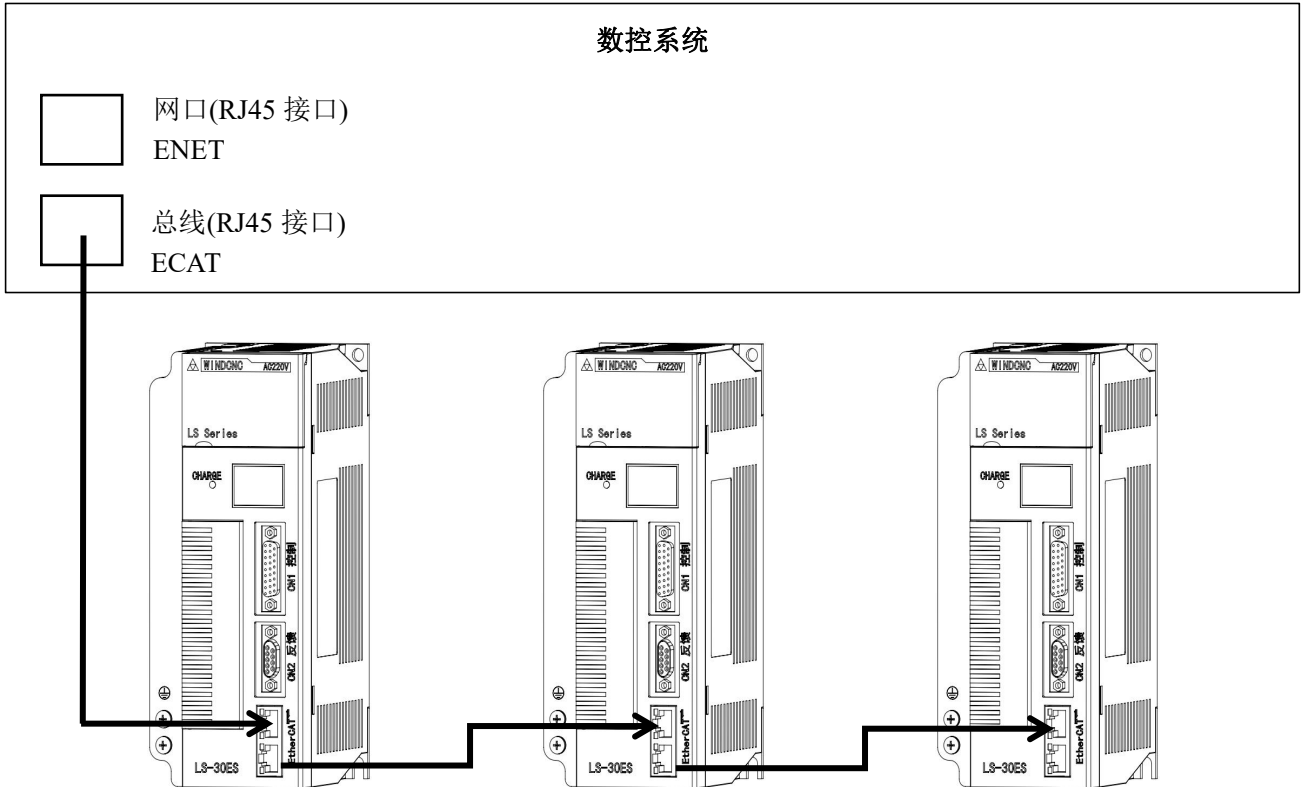 数控系统
网口(RJ45 接口)
ENET
总线(RJ45 接口)
ECAT
WINDCNC AC220V
LS Series
CHARGE
CN1 控制
CN2 反馈
EtherCAT
LS-30ES
WINDCNC AC220V
LS Series
CHARGE
CN1 控制
CN2 反馈
EtherCAT
LS-30ES
WINDCNC AC220V
LS Series
CHARGE
CN1 控制
CN2 反馈
EtherCAT
LS-30ES